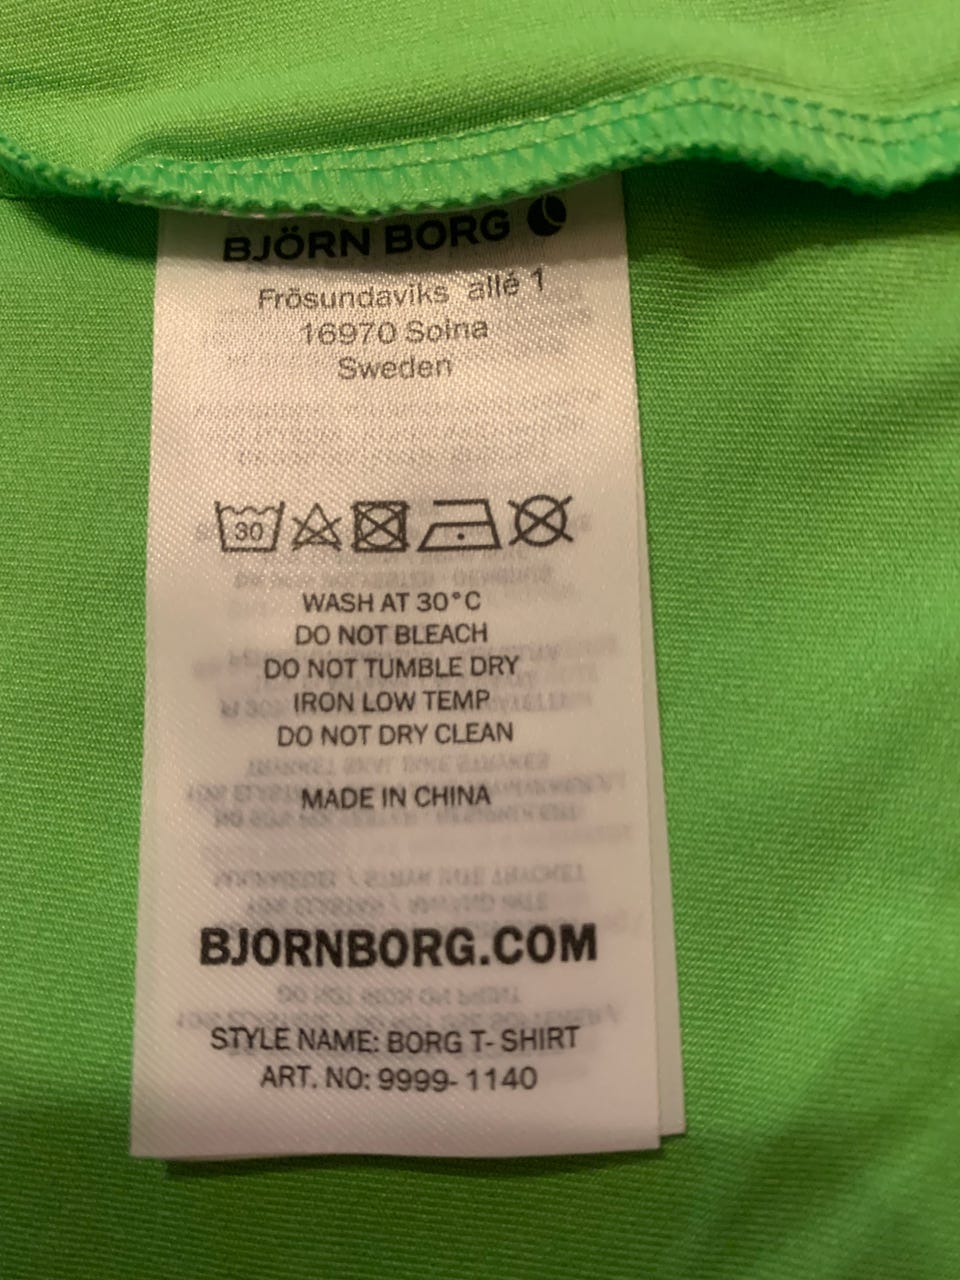 BJÖRN BORG
Frösundaviks allé 1
16970 Solna
Sweden
30
WASH AT 30°C
DO NOT BLEACH
DO NOT TUMBLE DRY
IRON LOW TEMP
DO NOT DRY CLEAN
MADE IN CHINA
BJORNBORG.COM
STYLE NAME: BORG T- SHIRT
ART. NO: 9999- 1140